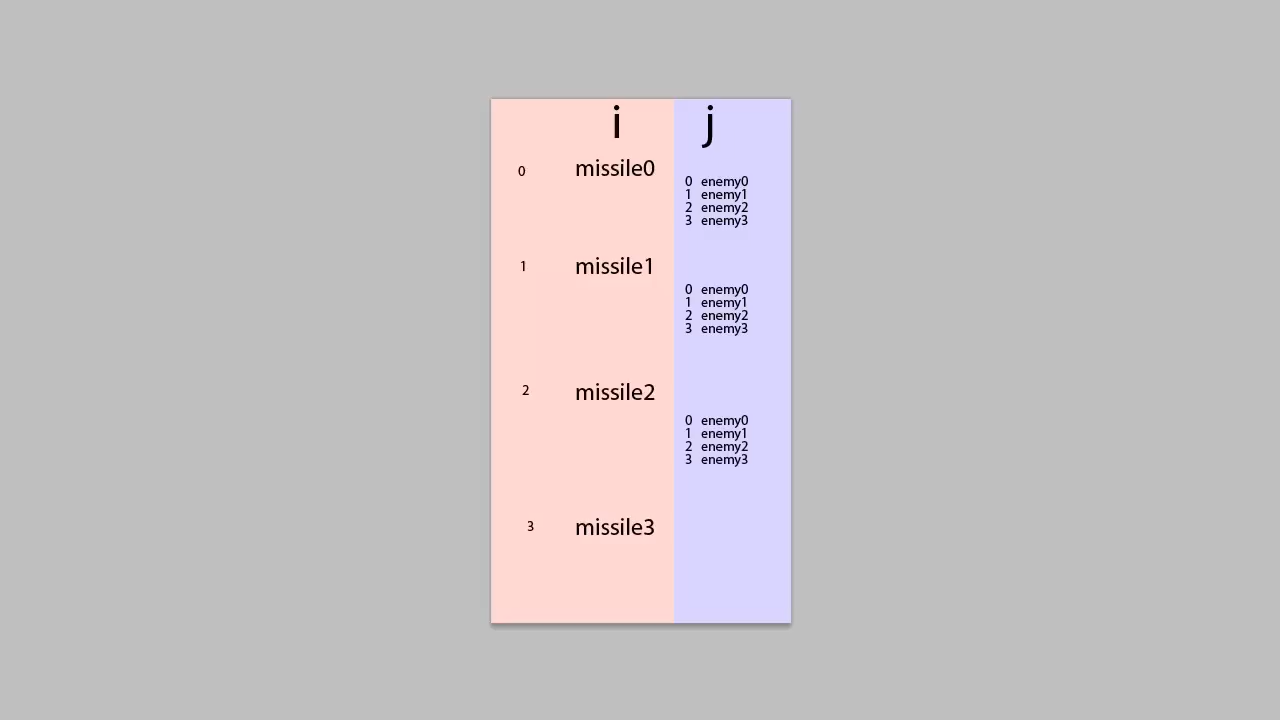 i j
0 missile0
0 enemy0
1 enemy1
2 enemy2
3 enemy3
1 missile1
0 enemy0
1 enemy1
2 enemy2
3 enemy3
2 missile2
0 enemy0
1 enemy1
2 enemy2
3 enemy3
3 missile3